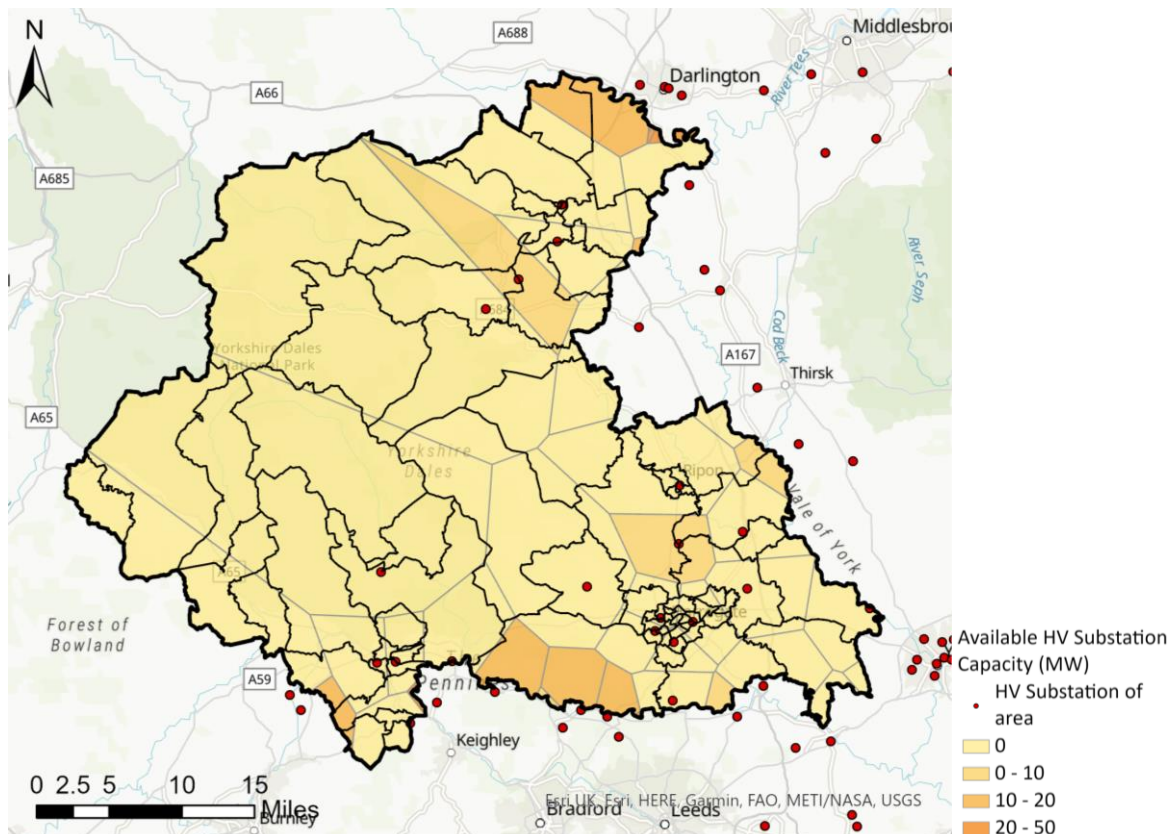 N
A688
Middlesbrou
Darlington
River Tees
A66
A685
River Seph
A684
Cod Beck
A167
Thirsk
Yorkshire Dales
National Park
A65
Yorkshire
Dales
Ripon
Vale of York
A65
Forest of
Bowland
A59
Pennines
Keighley
0 2.5 5 10 15
Miles
Burnley
Bradford
Leeds
Esri UK, Esri, HERE, Garmin, FAO, METI/NASA, USGS
Available HV Substation
Capacity (MW)
HV Substation of
area
0
0 - 10
10 - 20
20 - 50